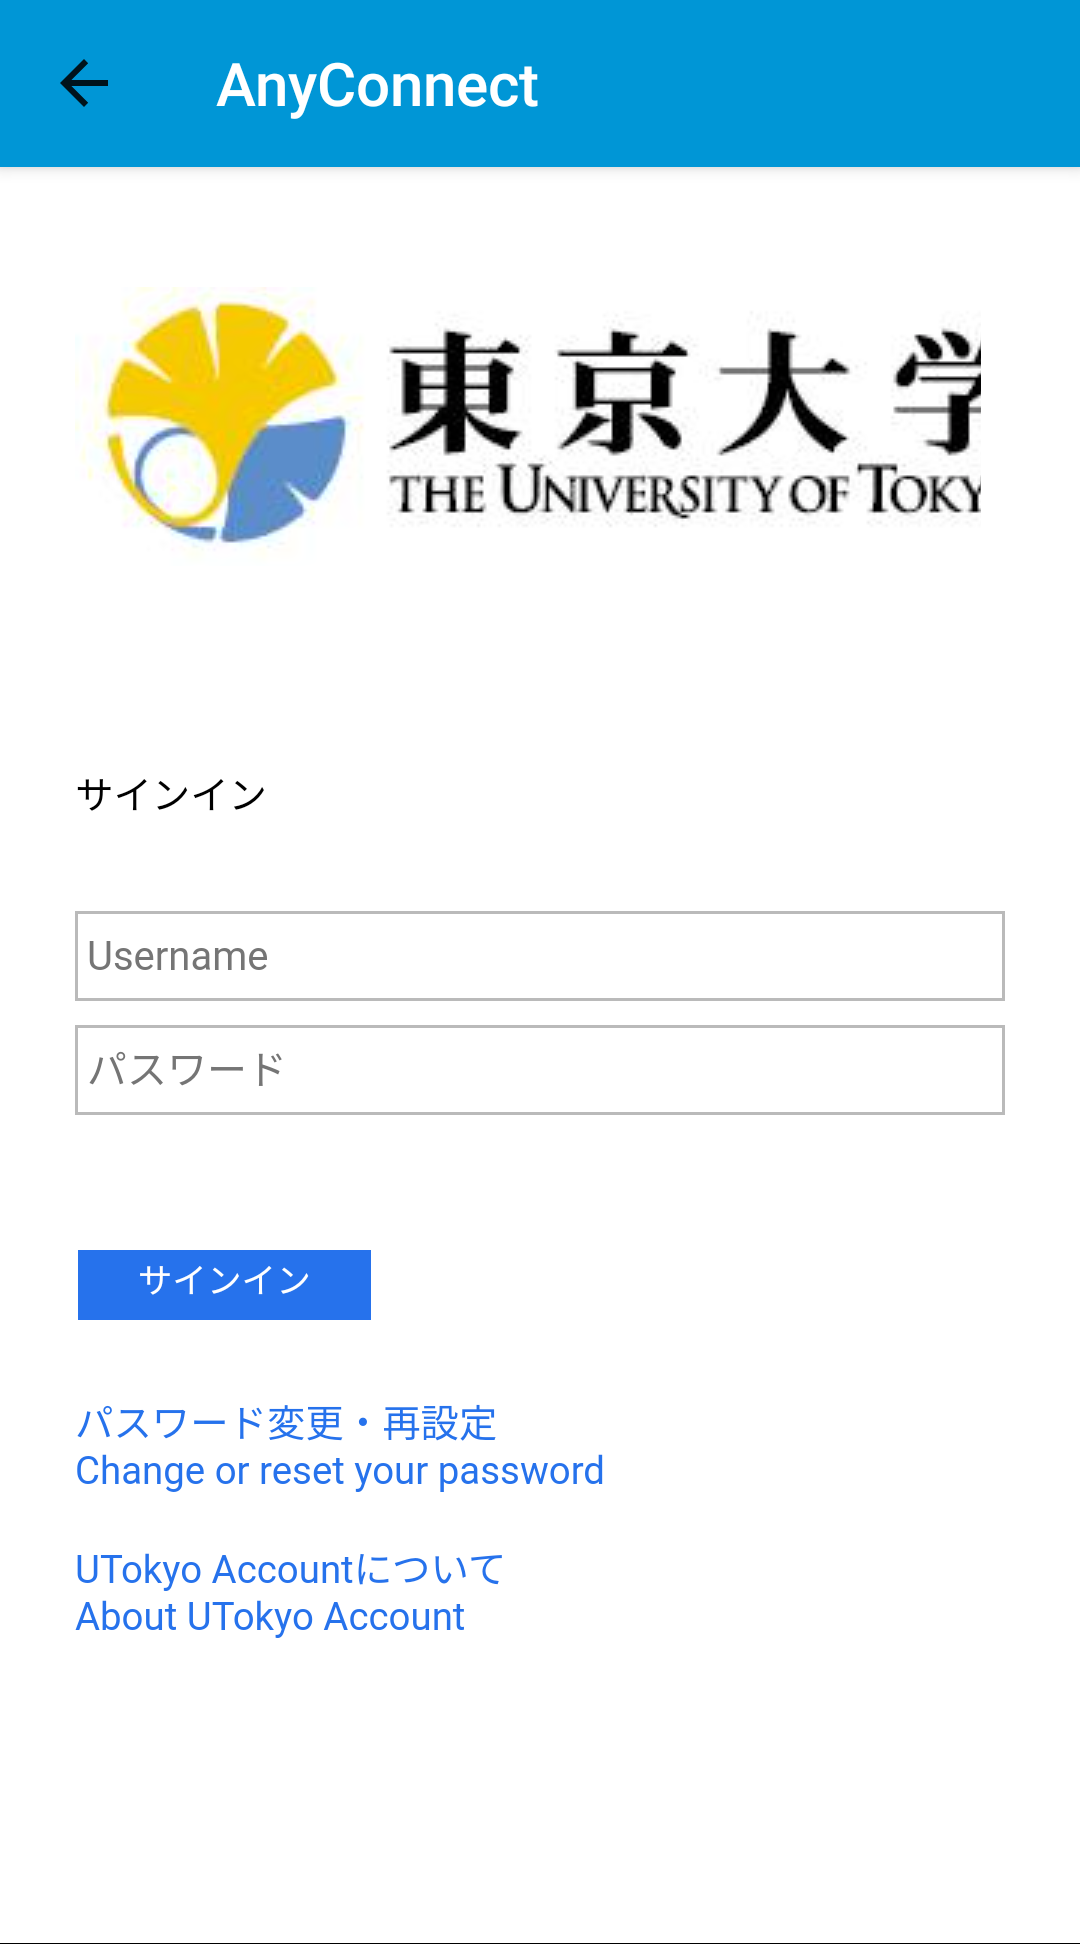 AnyConnect
東京大学
THE UNIVERSITY OF TOKY
サインイン
Username
パスワード
サインイン
パスワード変更・再設定
Change or reset your password
UTokyo Accountについて
About UTokyo Account